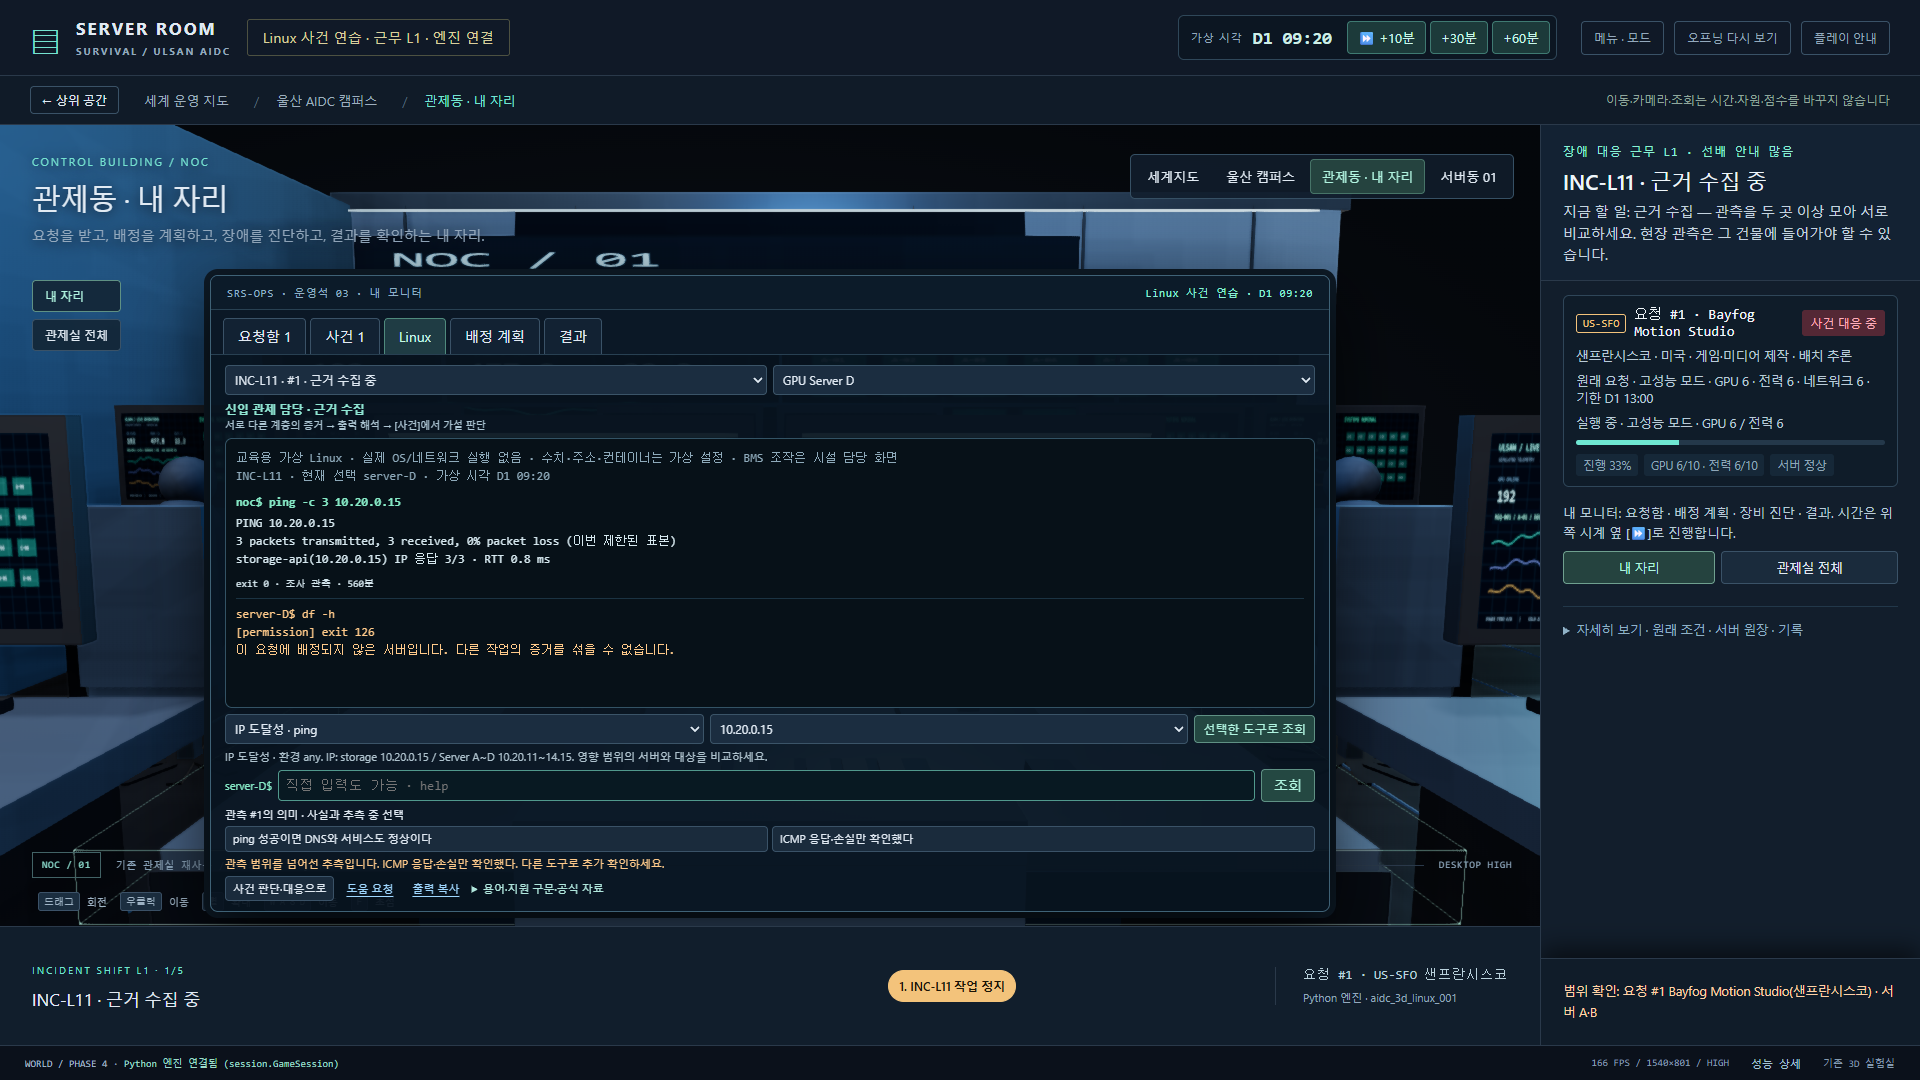 SERVER ROOM
SURVIVAL / ULSAN AIDC
Linux 사건 연습 · 근무 L1 · 엔진 연결
가상 시각 D1 09:20 ⏩ +10분 +30분 +60분
메뉴 · 모드 오프닝 다시 보기 플레이 안내
← 상위 공간 세계 운영 지도 / 울산 AIDC 캠퍼스 / 관제동 · 내 자리
이동·카메라·조회는 시간·자원·점수를 바꾸지 않습니다
CONTROL BUILDING / NOC
관제동 · 내 자리
요청을 받고, 배정을 계획하고, 장애를 진단하고, 결과를 확인하는 내 자리.
세계지도 울산 캠퍼스 관제동 · 내 자리 서버동 01
내 자리
관제실 전체
NOC / 01
SRS-OPS · 운영석 03 · 내 모니터
Linux 사건 연습 · D1 09:20
요청함 1 사건 1 Linux 배정 계획 결과
INC-L11 · #1 · 근거 수집 중
GPU Server D
신입 관제 담당 · 근거 수집
서로 다른 계층의 증거 → 출력 해석 → [사건]에서 가설 판단
교육용 가상 Linux · 실제 OS/네트워크 실행 없음 · 수치·주소·컨테이너는 가상 설정 · BMS 조작은 시설 담당 화면
INC-L11 · 현재 선택 server-D · 가상 시각 D1 09:20
noc$ ping -c 3 10.20.0.15
PING 10.20.0.15
3 packets transmitted, 3 received, 0% packet loss (이번 제한된 표본)
storage-api(10.20.0.15) IP 응답 3/3 · RTT 0.8 ms
exit 0 · 조사 관측 · 560분
server-D$ df -h
[permission] exit 126
이 요청에 배정되지 않은 서버입니다. 다른 작업의 증거를 섞을 수 없습니다.
IP 도달성 · ping
10.20.0.15
선택한 도구로 조회
IP 도달성 · 환경 any. IP: storage 10.20.0.15 / Server A~D 10.20.11~14.15. 영향 범위의 서버와 대상을 비교하세요.
server-D$ 직접 입력도 가능 · help
조회
관측 #1의 의미 · 사실과 추측 중 선택
ping 성공이면 DNS와 서비스도 정상이다
ICMP 응답·손실만 확인했다
관측 범위를 넘어선 추측입니다. ICMP 응답·손실만 확인했다. 다른 도구로 추가 확인하세요.
사건 판단·대응으로 도움 요청 출력 복사 ▶ 용어·지원 구문·공식 자료
NOC / 01 기존 관제실 재사
드래그 회전 우클릭 이동
DESKTOP HIGH
장애 대응 근무 L1 · 선배 안내 많음
INC-L11 · 근거 수집 중
지금 할 일: 근거 수집 — 관측을 두 곳 이상 모아 서로
비교하세요. 현장 관측은 그 건물에 들어가야 할 수 있
습니다.
US-SFO
요청 #1 · Bayfog
Motion Studio
사건 대응 중
샌프란시스코 · 미국 · 게임·미디어 제작 · 배치 추론
원래 요청 · 고성능 모드 · GPU 6 · 전력 6 · 네트워크 6 ·
기한 D1 13:00
실행 중 · 고성능 모드 · GPU 6 / 전력 6
진행 33% GPU 6/10 · 전력 6/10 서버 정상
내 모니터: 요청함 · 배정 계획 · 장비 진단 · 결과. 시간은 위
쪽 시계 옆 [⏩]로 진행합니다.
내 자리 관제실 전체
▶ 자세히 보기 · 원래 조건 · 서버 원장 · 기록
INCIDENT SHIFT L1 · 1/5
INC-L11 · 근거 수집 중
1. INC-L11 작업 정지
요청 #1 · US-SFO 샌프란시스코
Python 엔진 · aidc_3d_linux_001
범위 확인: 요청 #1 Bayfog Motion Studio(샌프란시스코) · 서
버 A·B
WORLD / PHASE 4 · Python 엔진 연결됨 (session.GameSession)
166 FPS / 1540×801 / HIGH 성능 상세 기존 3D 실험실